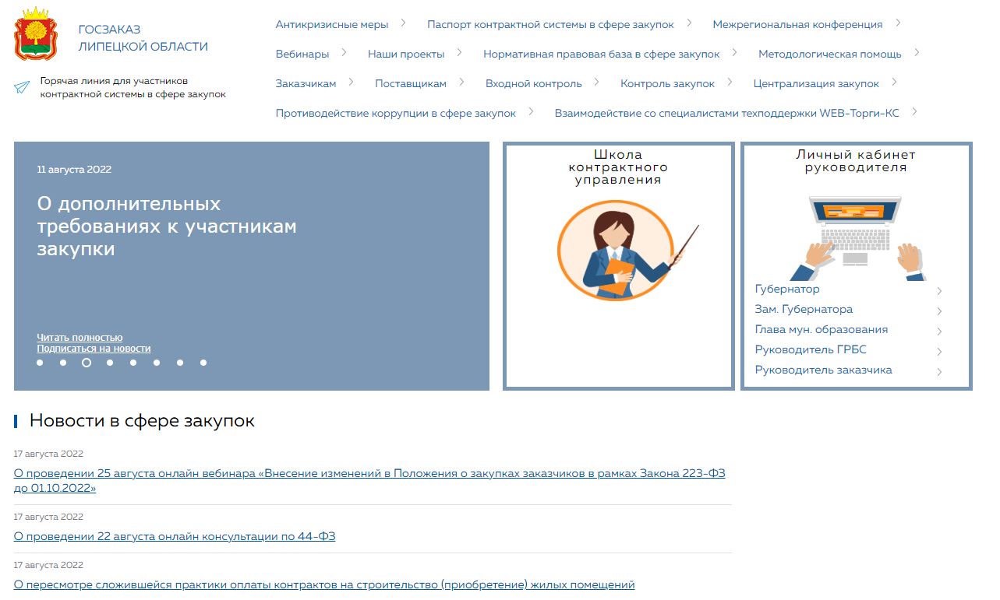 ГОСЗАКАЗ
ЛИПЕЦКОЙ ОБЛАСТИ
Горячая линия для участников
контрактной системы в сфере закупок
Антикризисные меры
Паспорт контрактной системы в сфере закупок
Межрегиональная конференция
Вебинары
Наши проекты
Нормативная правовая база в сфере закупок
Методологическая помощь
Заказчикам
Поставщикам
Входной контроль
Контроль закупок
Централизация закупок
Противодействие коррупции в сфере закупок
Взаимодействие со специалистами техподдержки WEB-Торги-КС
11 августа 2022
О дополнительных
требованиях к участникам
закупки
Читать полностью
Подписаться на новости
Школа
контрактного
управления
Личный кабинет
руководителя
Губернатор
Зам. Губернатора
Глава мун. образования
Руководитель ГРБС
Руководитель заказчика
Новости в сфере закупок
17 августа 2022
О проведении 25 августа онлайн вебинара «Внесение изменений в Положения о закупках заказчиков в рамках Закона 223-ФЗ
до 01.10.2022»
17 августа 2022
О проведении 22 августа онлайн консультации по 44-ФЗ
17 августа 2022
О пересмотре сложившейся практики оплаты контрактов на строительство (приобретение) жилых помещений